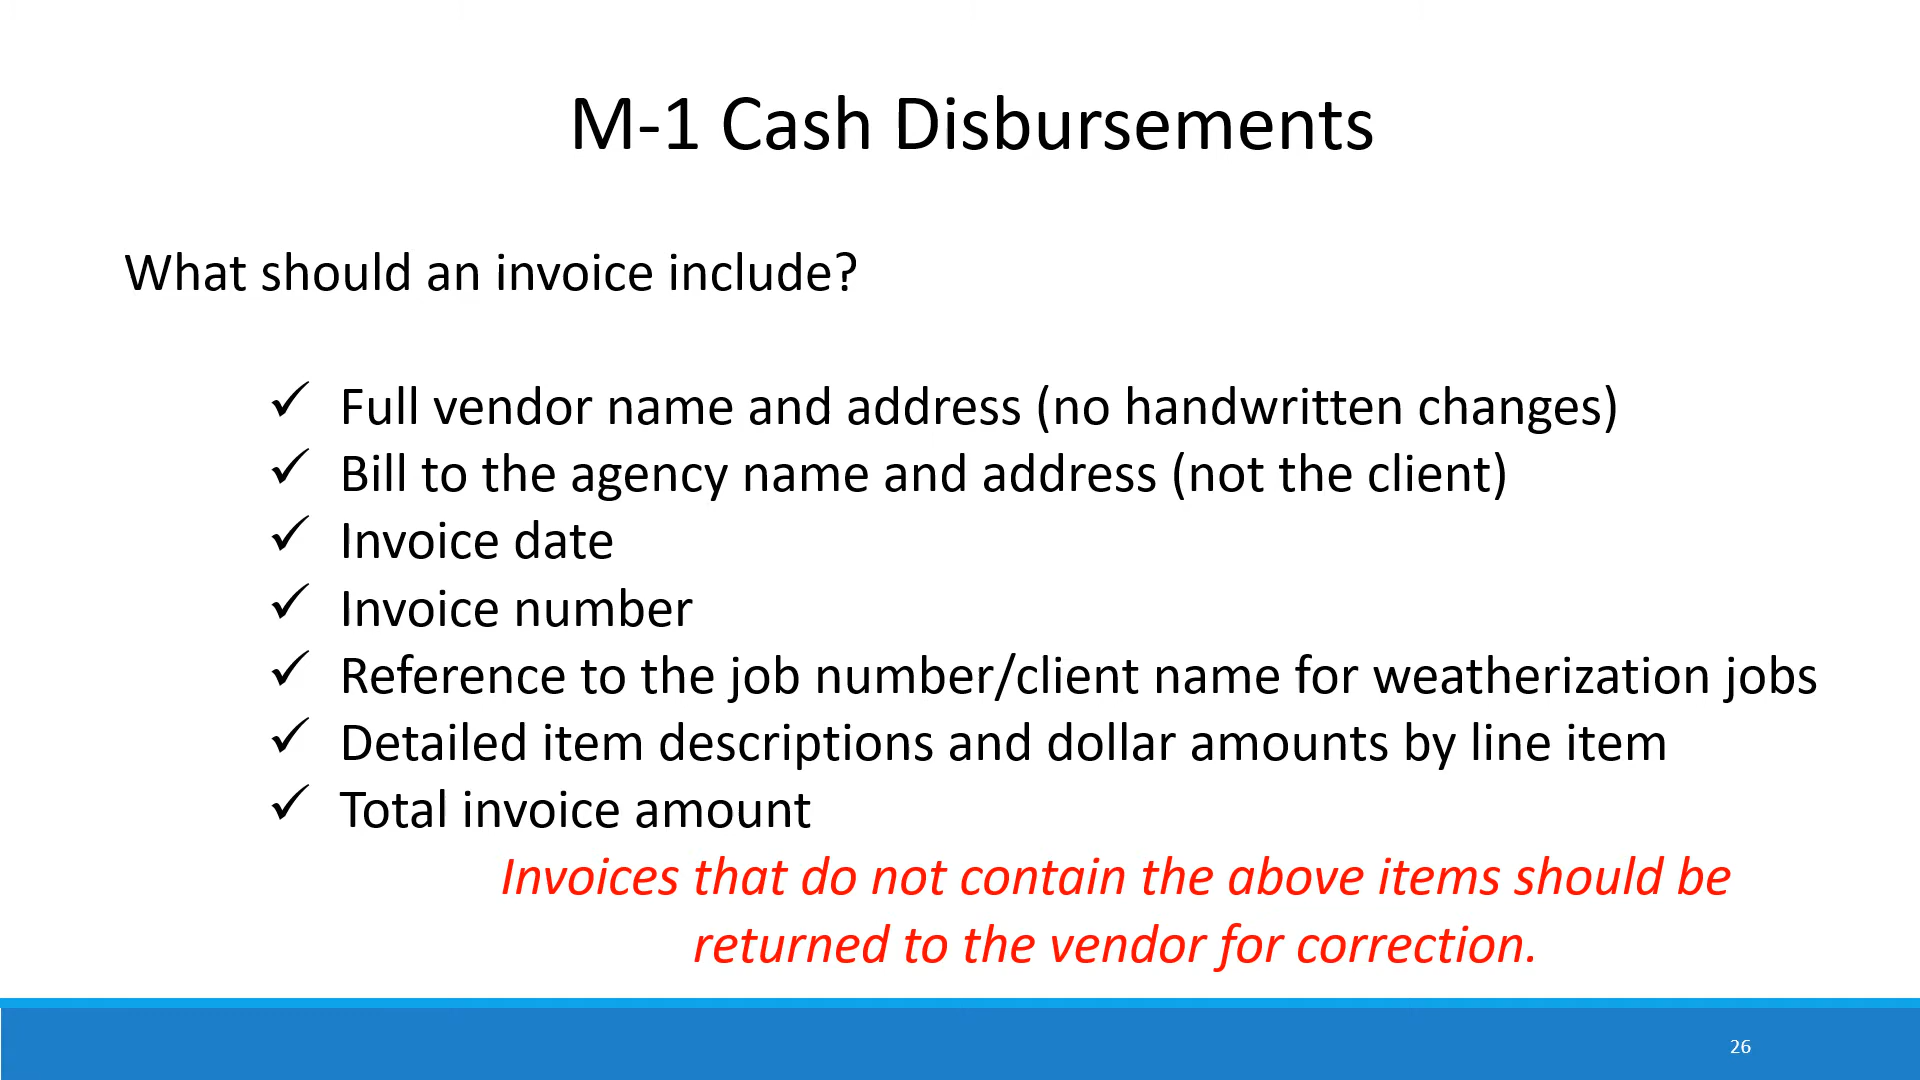 M-1 Cash Disbursements
What should an invoice include?
✓ Full vendor name and address (no handwritten changes)
✓ Bill to the agency name and address (not the client)
✓ Invoice date
✓ Invoice number
✓ Reference to the job number/client name for weatherization jobs
✓ Detailed item descriptions and dollar amounts by line item
✓ Total invoice amount
Invoices that do not contain the above items should be
returned to the vendor for correction.
26